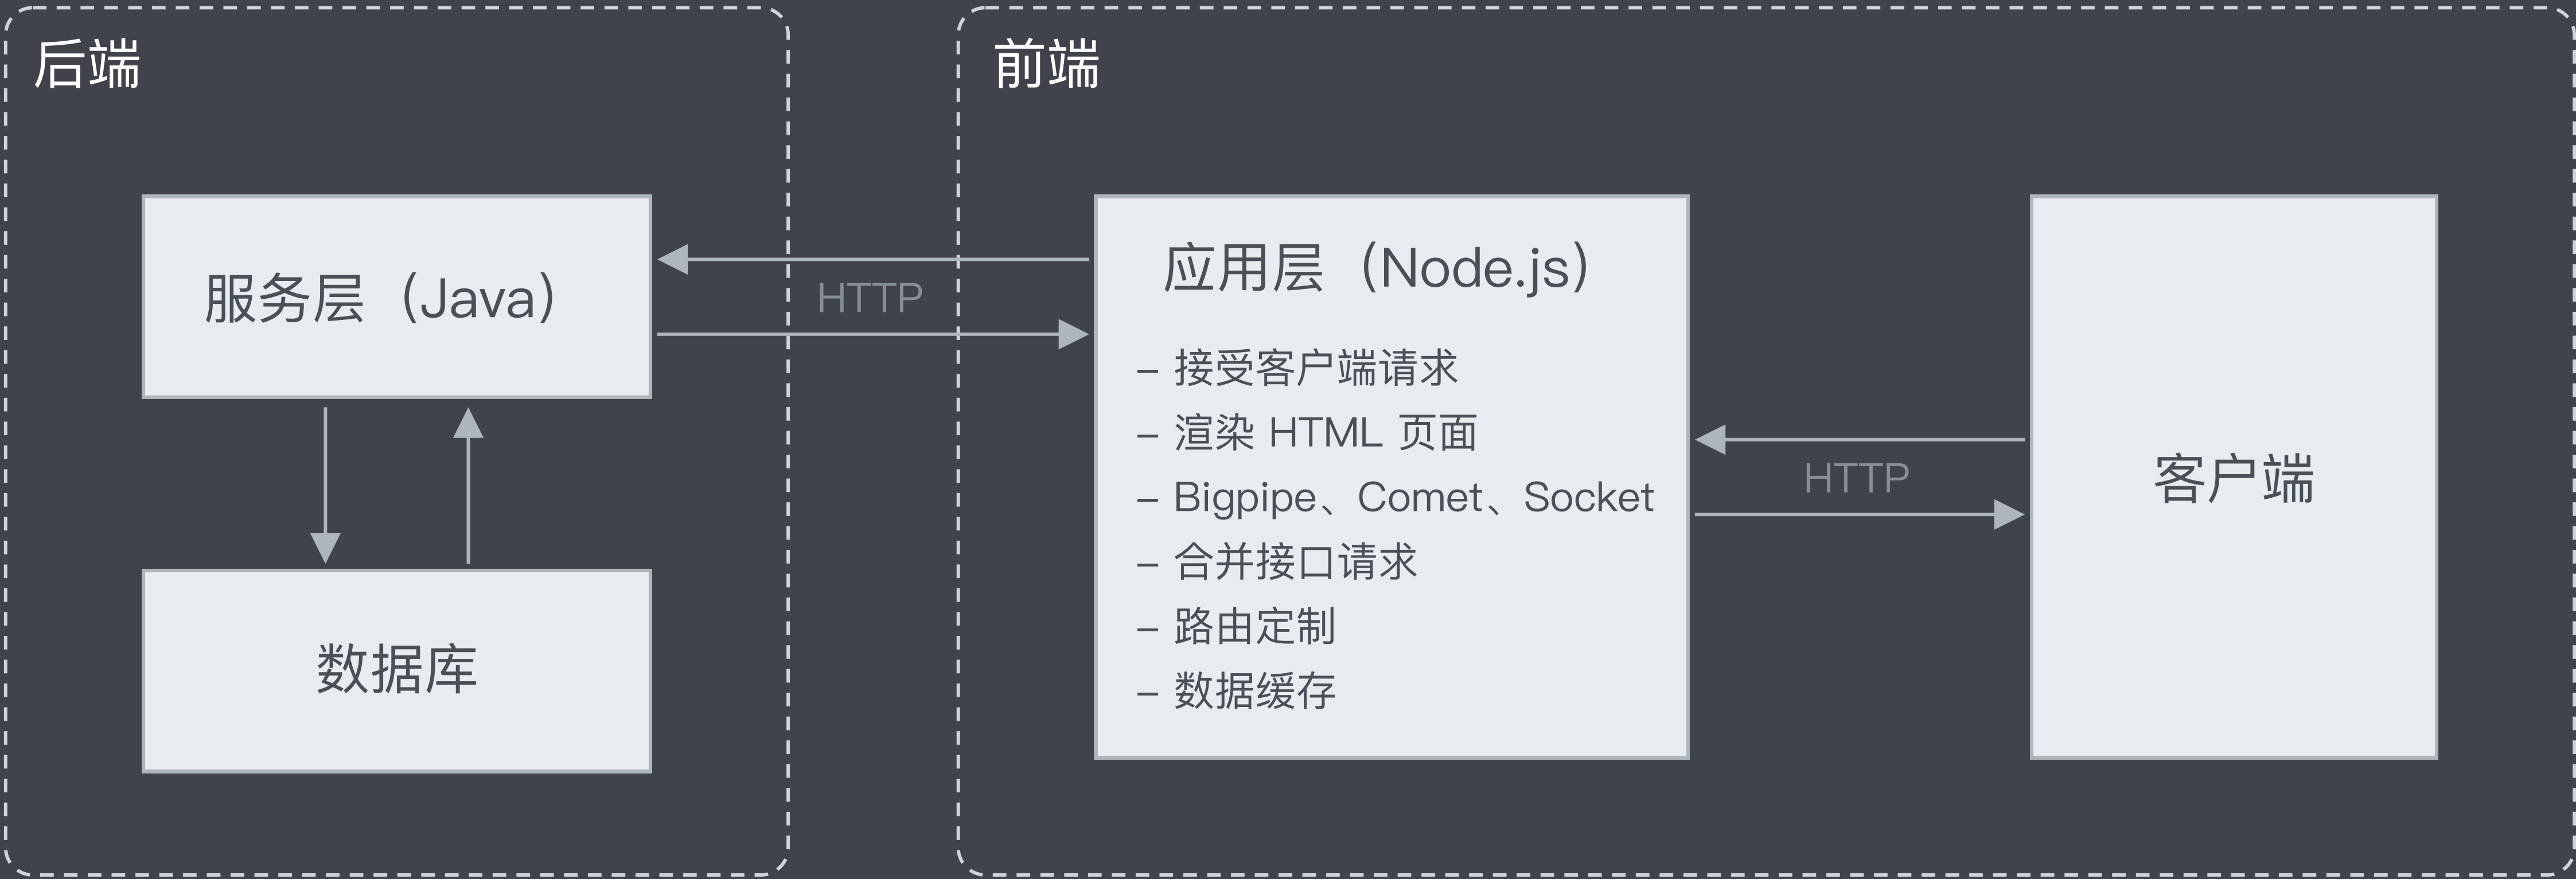 后端
服务层（Java）
数据库
HTTP
前端
应用层（Node.js）
– 接受客户端请求
– 渲染 HTML 页面
– Bigpipe、Comet、Socket
– 合并接口请求
– 路由定制
– 数据缓存
HTTP
客户端